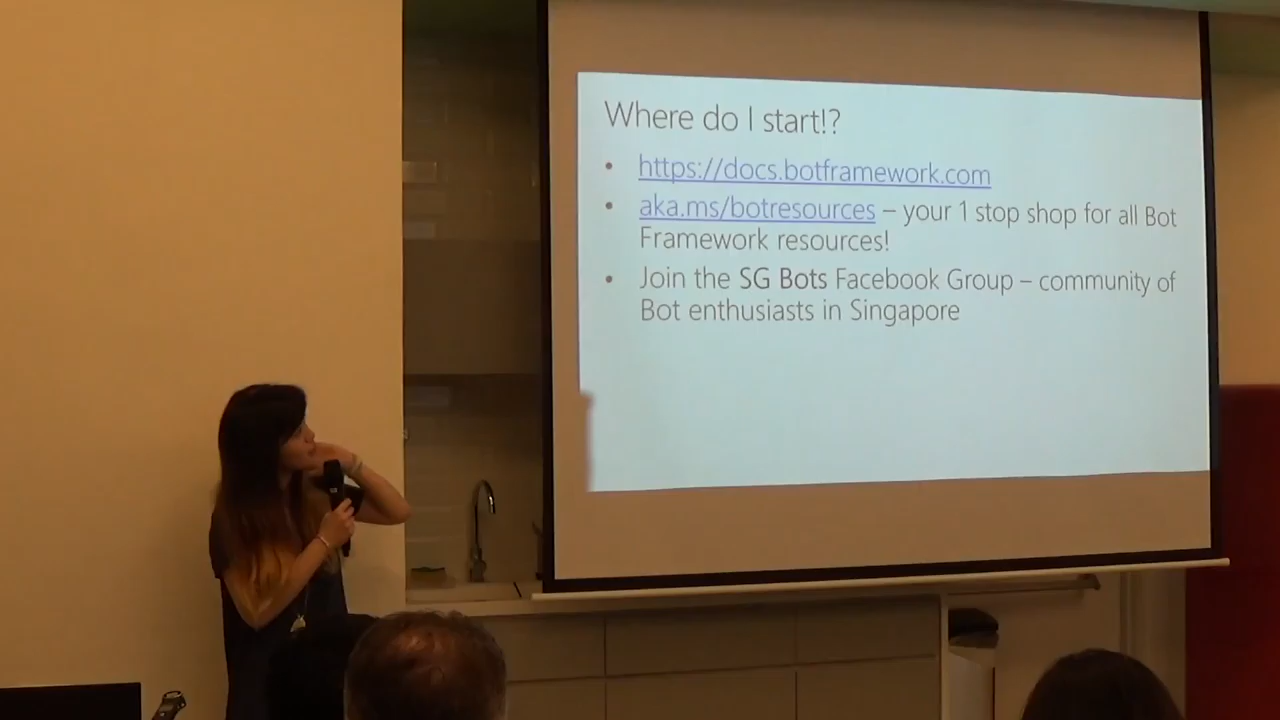 Where do I start!?
• https://docs.botframework.com
• aka.ms/botresources – your 1 stop shop for all Bot
Framework resources!
• Join the SG Bots Facebook Group – community of
Bot enthusiasts in Singapore